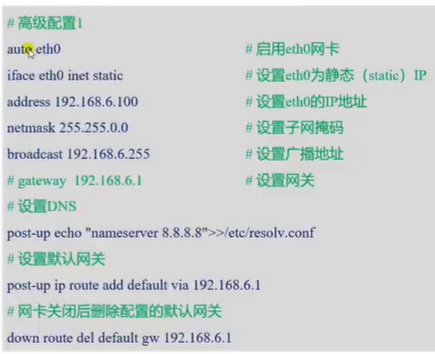 # 高级配置1
auto eth0 # 启用eth0网卡
iface eth0 inet static # 设置eth0为静态（static）IP
address 192.168.6.100 # 设置eth0的IP地址
netmask 255.255.0.0 # 设置子网掩码
broadcast 192.168.6.255 # 设置广播地址
# gateway 192.168.6.1 # 设置网关
# 设置DNS
post-up echo "nameserver 8.8.8.8">>/etc/resolv.conf
# 设置默认网关
post-up ip route add default via 192.168.6.1
# 网卡关闭后删除配置的默认网关
down route del default gw 192.168.6.1